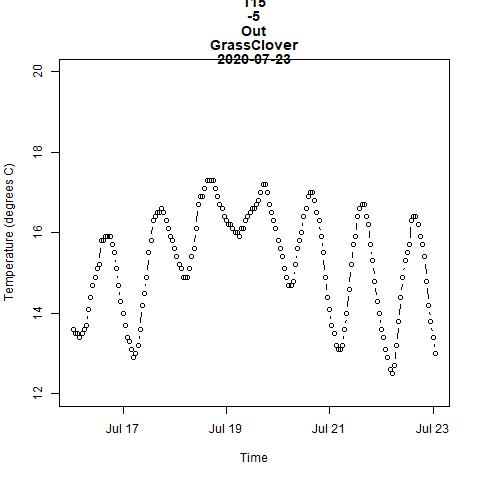 T15
-5
Out
GrassClover
2020-07-23
Temperature (degrees C)
20
18
16
14
12
Jul 17 Jul 19 Jul 21 Jul 23
Time